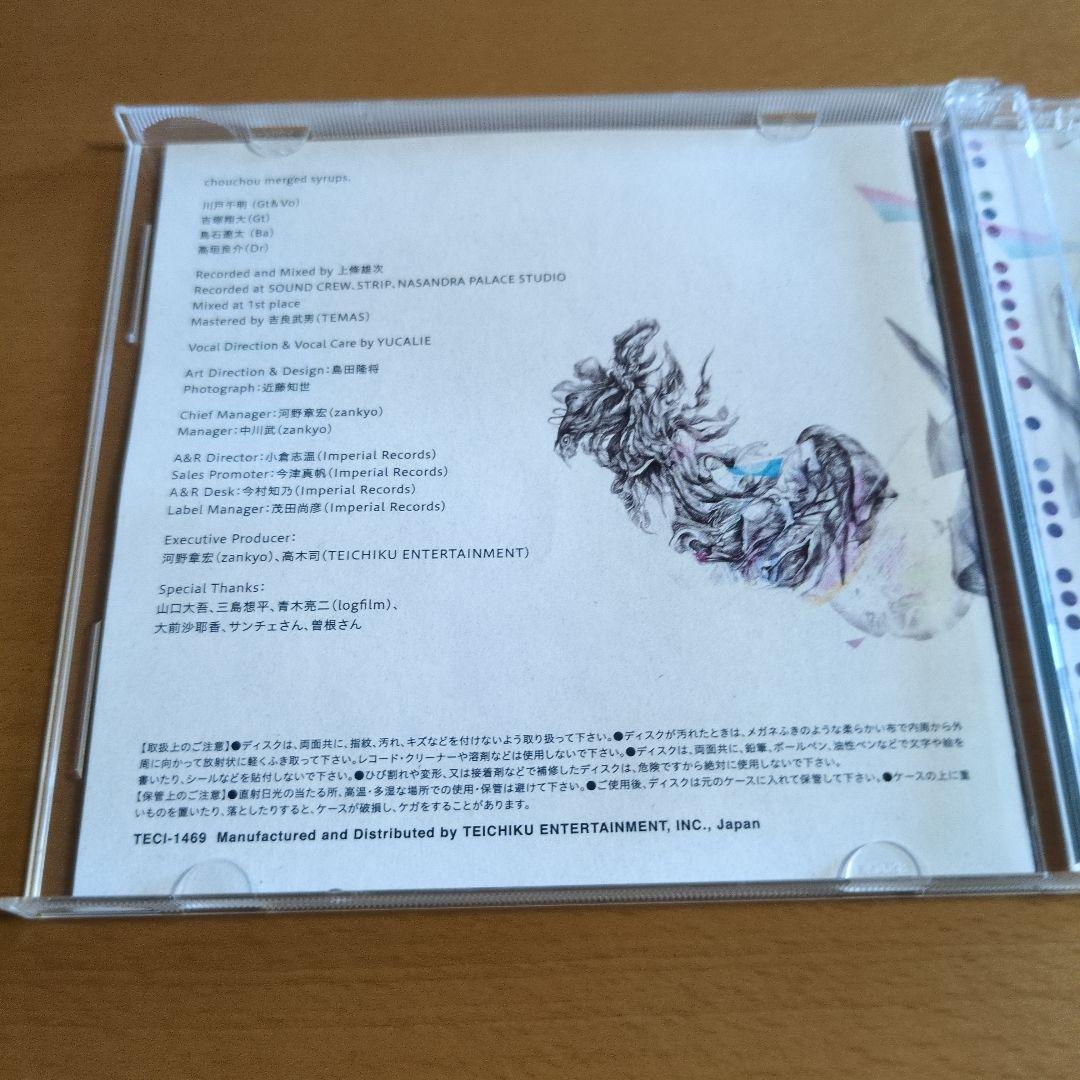 chouchou merged syrups.
川戸千明 (Gt&Vo)
吉樹翔太(Gt)
鳥石遼太 (Ba)
高垣良介(Dr)
Recorded and Mixed by 上條雄次
Recorded at SOUND CREW、STRIP、NASANDRA PALACE STUDIO
Mixed at 1st place
Mastered by 吉良武男(TEMAS)
Vocal Direction & Vocal Care by YUCALIE
Art Direction & Design:島田隆将
Photograph:近藤知世
Chief Manager:河野章宏(zankyo)
Manager:中川武(zankyo)
A&R Director:小倉志温(Imperial Records)
Sales Promoter:今津真帆(Imperial Records)
A&R Desk:今村知乃(Imperial Records)
Label Manager:茂田尚彦(Imperial Records)
Executive Producer:
河野章宏(zankyo)、高木司(TEICHIKU ENTERTAINMENT)
Special Thanks:
山口大吾、三島想平、青木亮二(logfilm)、
大前沙耶香、サンチェさん、曽根さん
【取扱上のご注意】●ディスクは、両面共に、指紋、汚れ、キズなどを付けないよう取り扱って下さい。●ディスクが汚れたときは、メガネふきのような柔らかい布で内周から外
周に向かって放射状に軽くふき取って下さい。レコード・クリーナーや溶剤などは使用しないで下さい。●ディスクは、両面共に、鉛筆、ボールペン、油性ペンなどで文字や絵を
書いたり、シールなどを貼付しないで下さい。●ひび割れや変形、又は接着剤などで補修したディスクは、危険ですから絶対に使用しないで下さい。
【保管上のご注意】●直射日光の当たる所、高温・多湿な場所での使用・保管は避けて下さい。●ご使用後、ディスクは元のケースに入れて保管して下さい。●ケースの上に重
いものを置いたり、落としたりすると、ケースが破損し、ケガをすることがあります。
TECI-1469 Manufactured and Distributed by TEICHIKU ENTERTAINMENT, INC., Japan